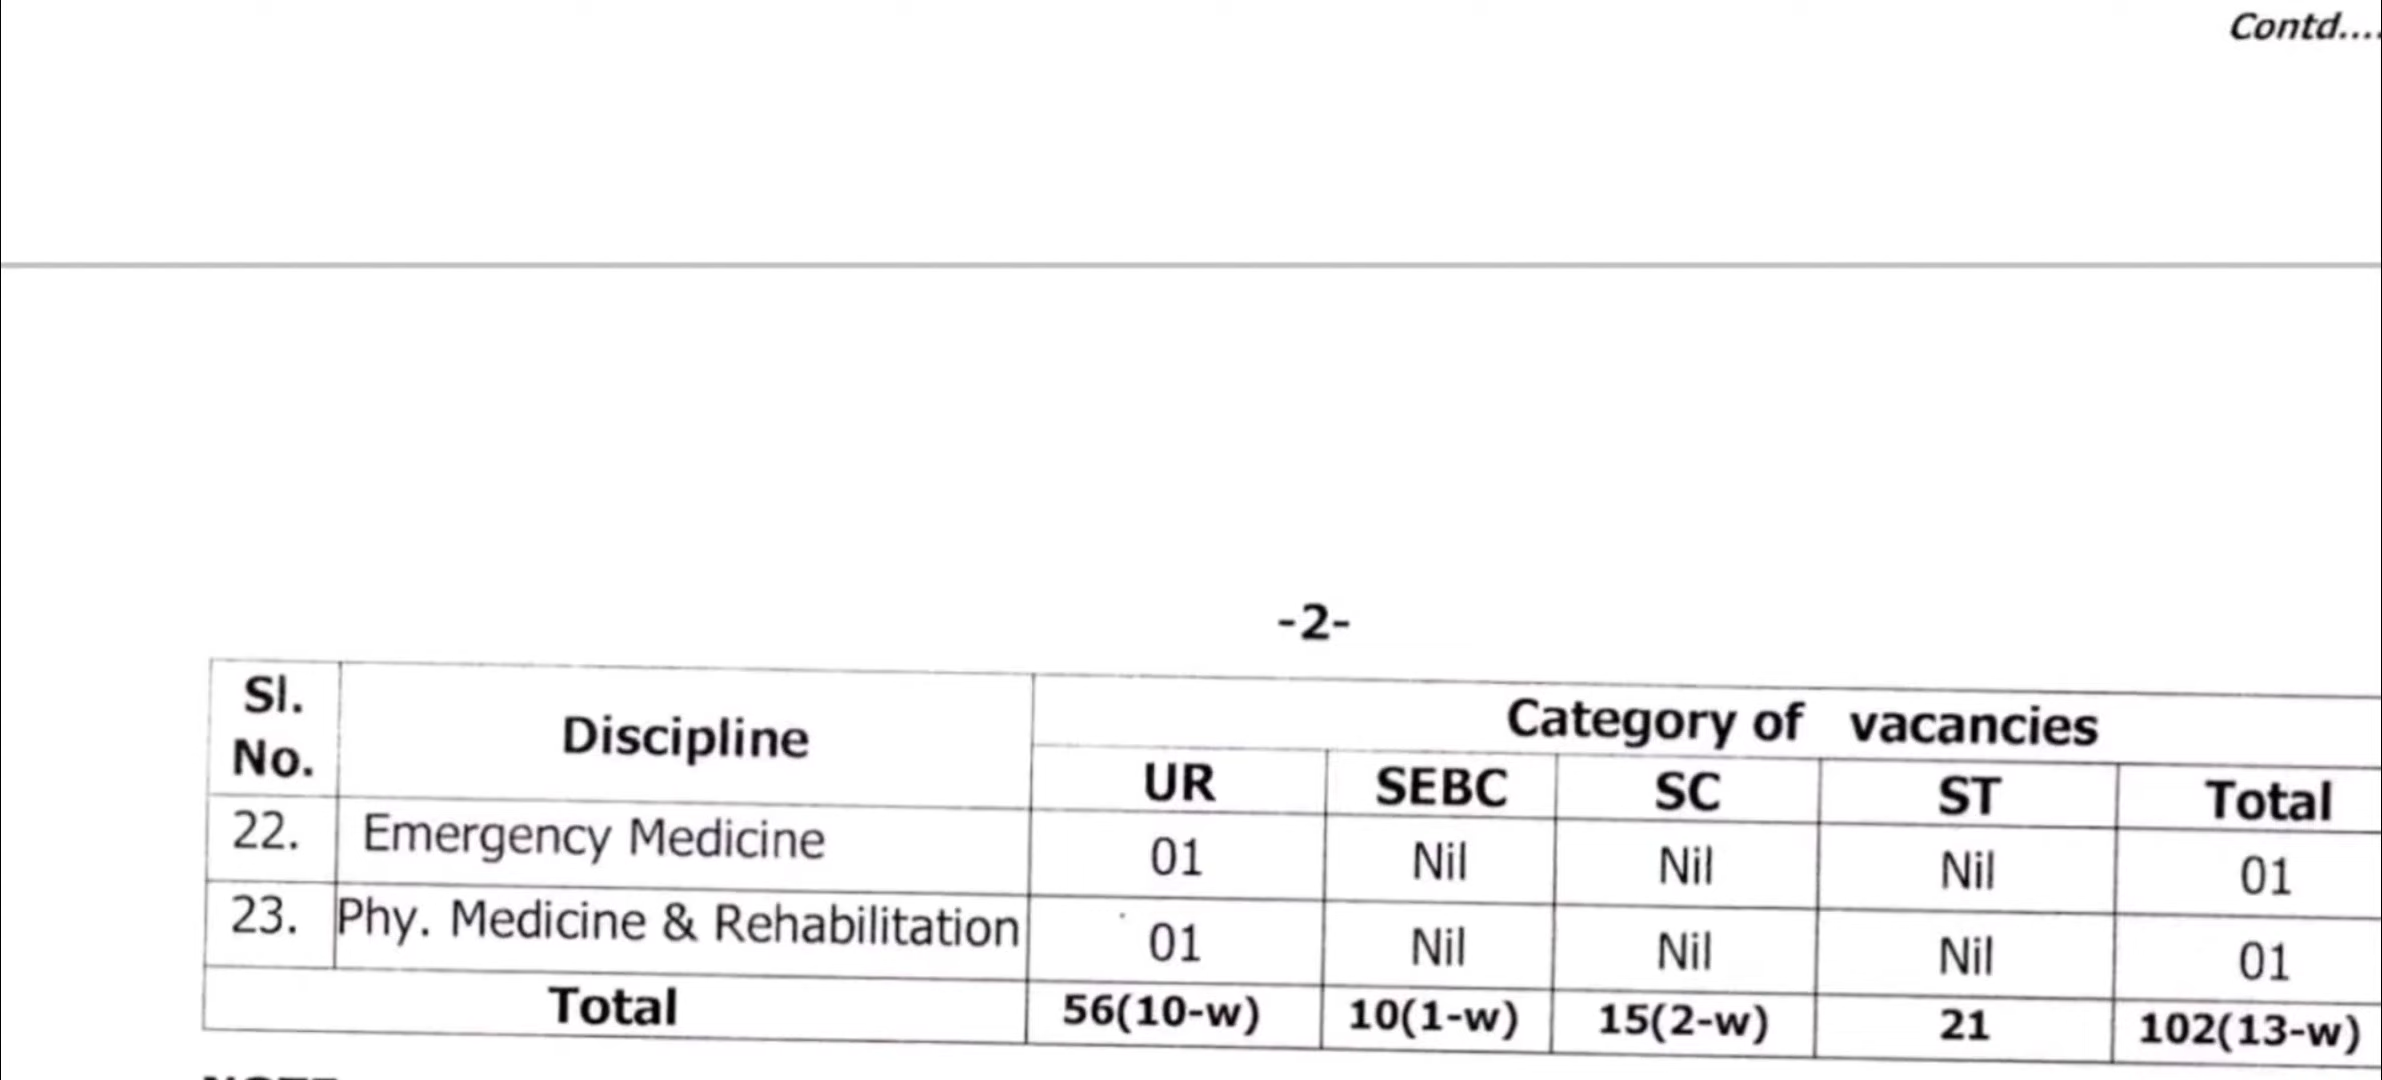 Contd....
-2-
Sl. No. Discipline Category of vacancies
UR SEBC SC ST Total
22. Emergency Medicine 01 Nil Nil Nil 01
23. Phy. Medicine & Rehabilitation 01 Nil Nil Nil 01
Total 56(10-w) 10(1-w) 15(2-w) 21 102(13-w)